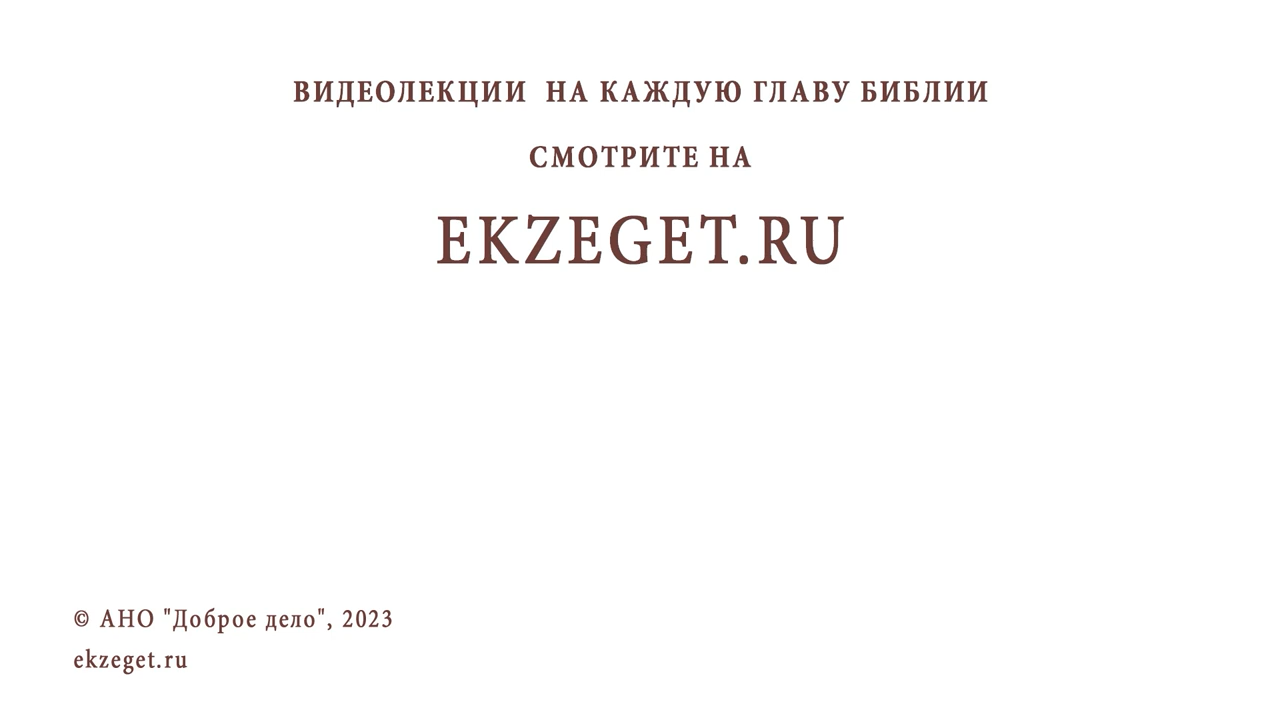 ВИДЕОЛЕКЦИИ НА КАЖДУЮ ГЛАВУ БИБЛИИ
СМОТРИТЕ НА
EKZEGET.RU
© АНО "Доброе дело", 2023
ekzeget.ru